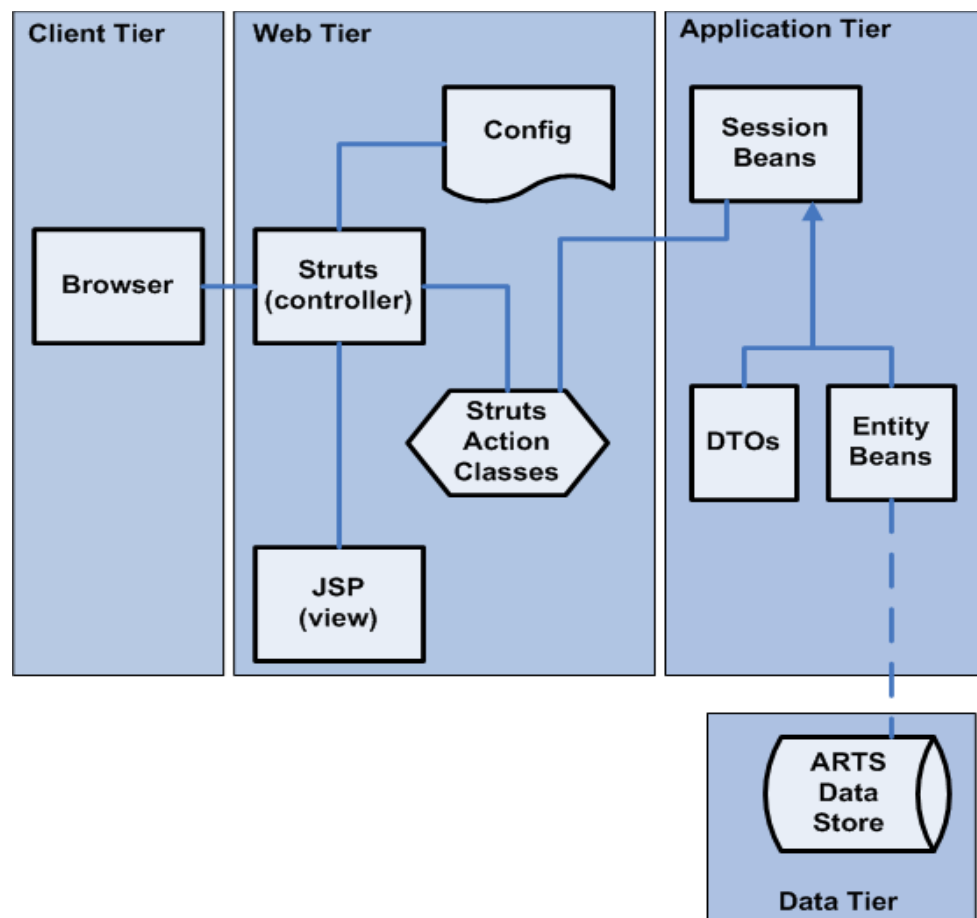 Client Tier
Web Tier
Application Tier
Config
Session
Beans
Browser
Struts
(controller)
Struts
Action
Classes
DTOs
Entity
Beans
JSP
(view)
ARTS
Data
Store
Data Tier